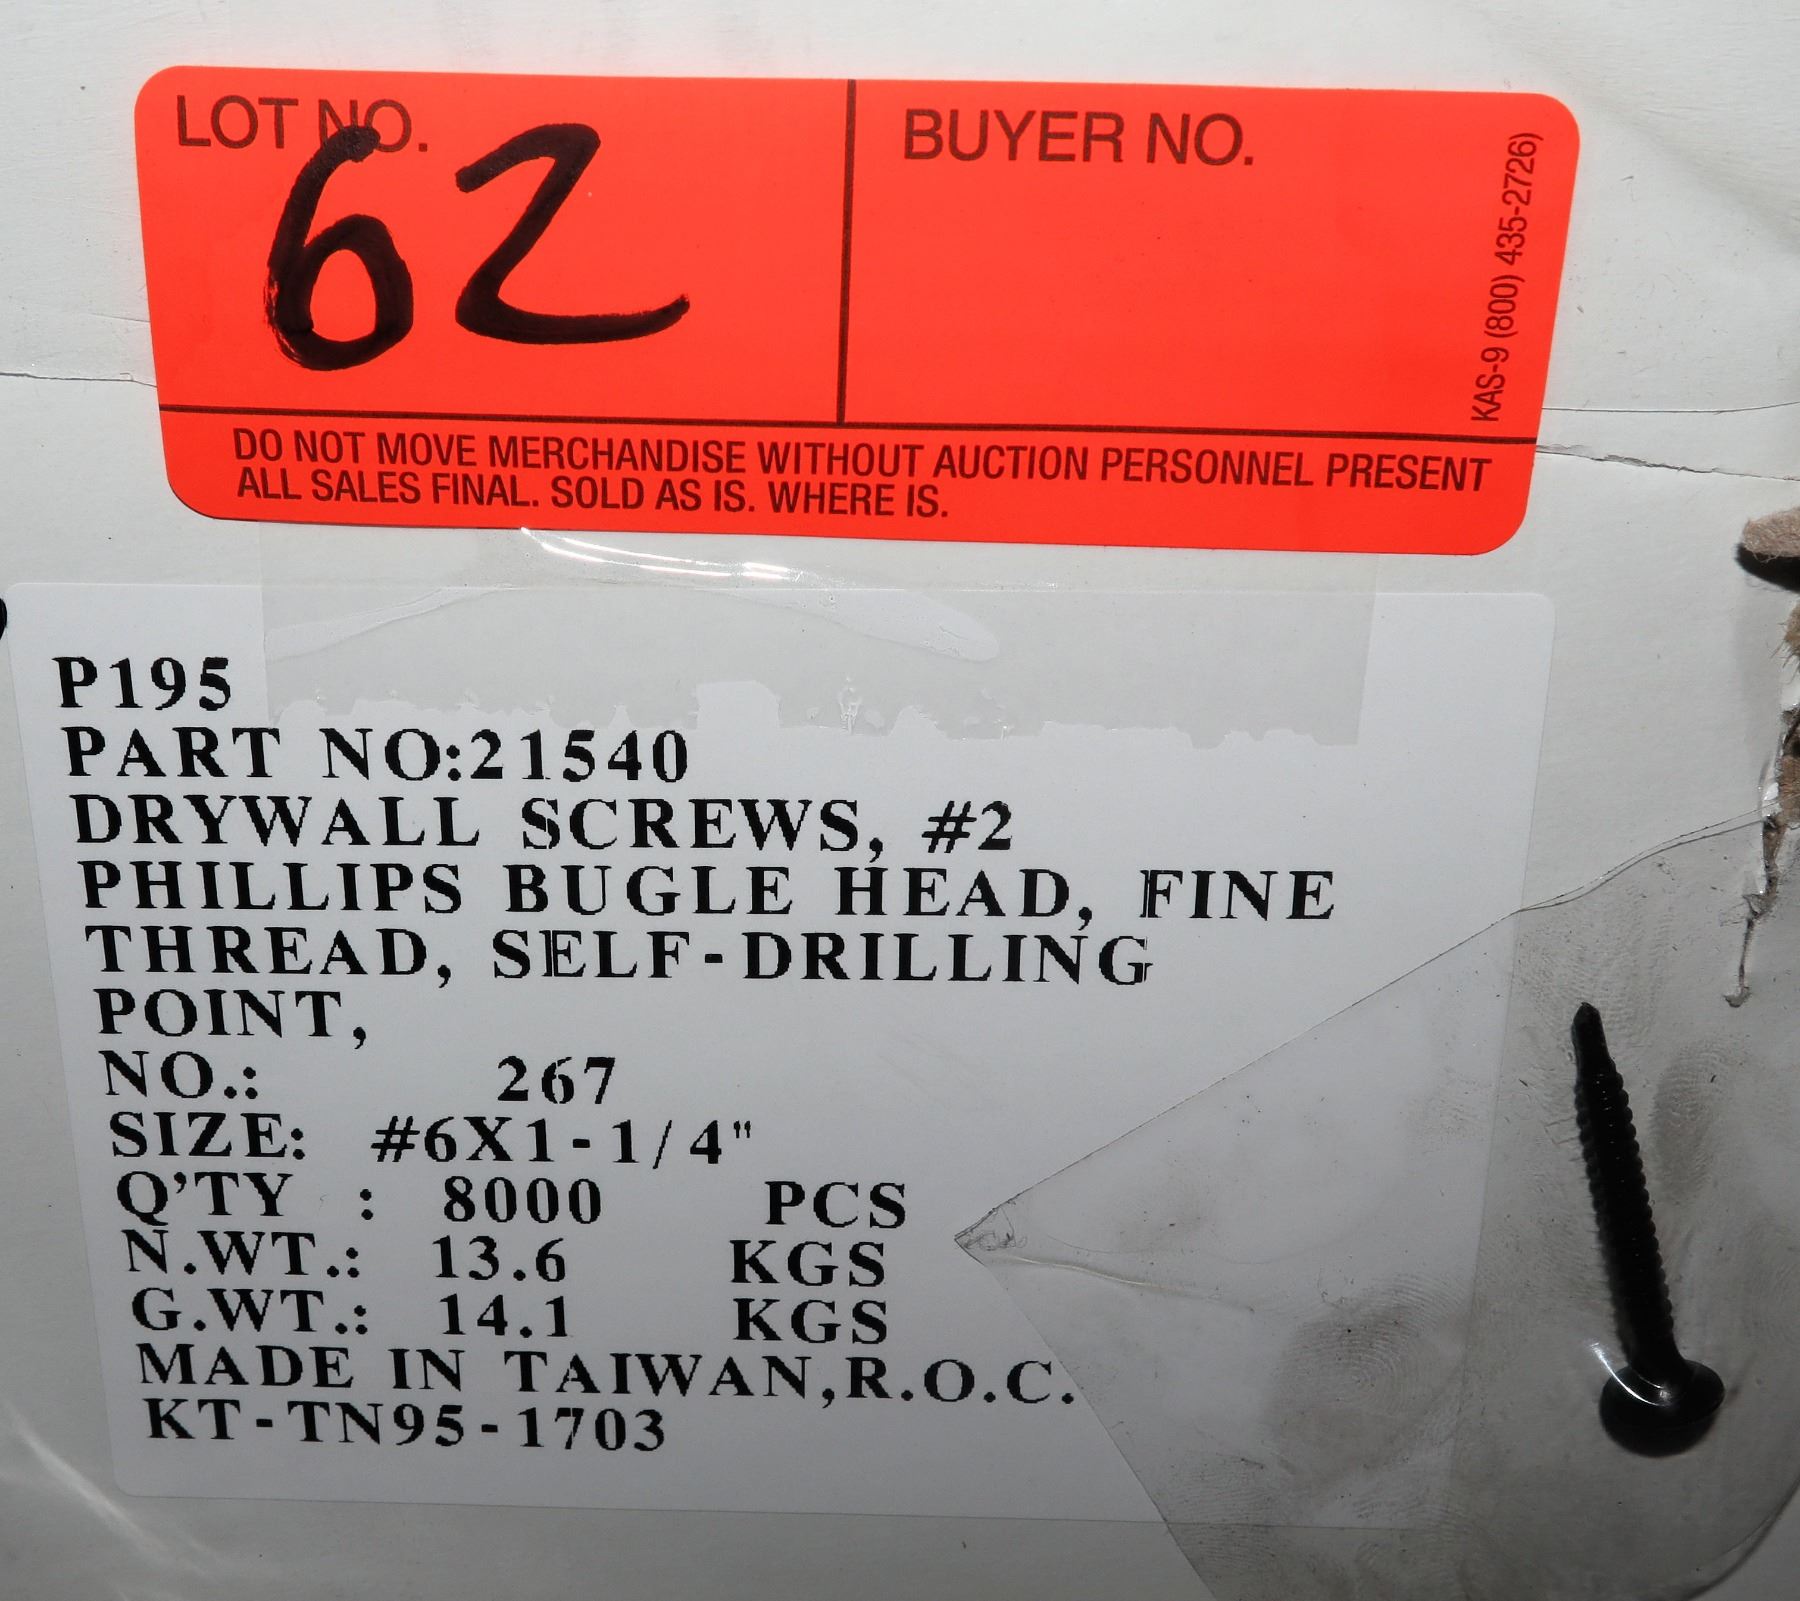 LOT NO.
62
BUYER NO.
KAS-9 (800) 435-2726)
DO NOT MOVE MERCHANDISE WITHOUT AUCTION PERSONNEL PRESENT
ALL SALES FINAL. SOLD AS IS. WHERE IS.
P195
PART NO:21540
DRYWALL SCREWS, #2
PHILLIPS BUGLE HEAD, FINE
THREAD, SELF-DRILLING
POINT,
NO.: 267
SIZE: #6X1-1/4"
Q'TY : 8000 PCS
N.WT.: 13.6 KGS
G.WT.: 14.1 KGS
MADE IN TAIWAN,R.O.C.
KT-TN95-1703